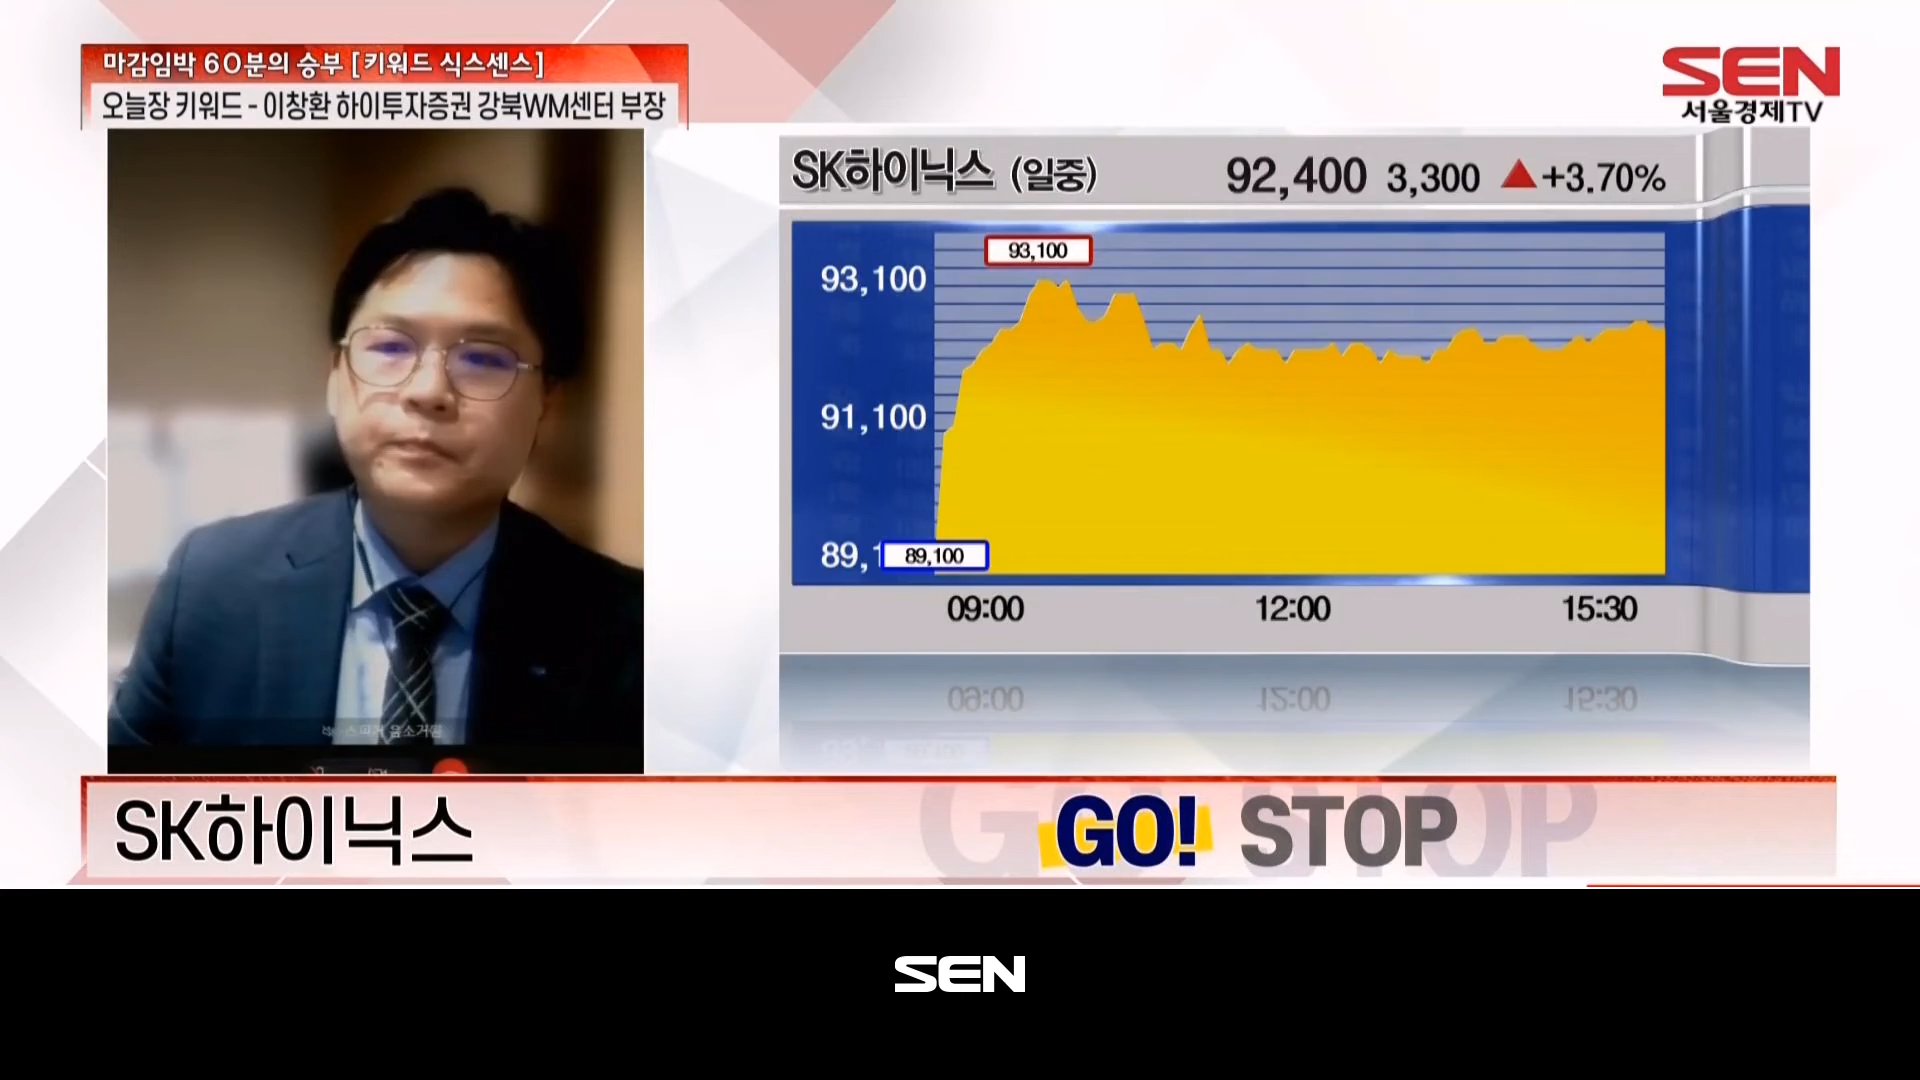 마감임박 60분의 승부 [키워드 식스센스]
오늘장 키워드 - 이창환 하이투자증권 강북WM센터 부장
SEN
서울경제TV
SK하이닉스 (일중) 92,400 3,300 ▲+3.70%
93,100
93,100
91,100
89,1
89,100
09:00 12:00 15:30
SK하이닉스 GO! STOP
SEN